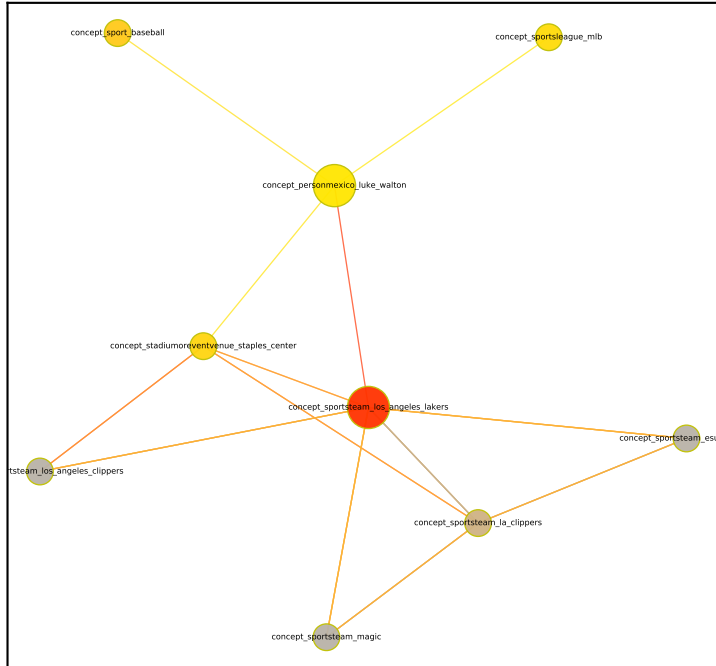 concept_sport_baseball
concept_sportsleague_mlb
concept_personmexico_luke_walton
concept_stadiumoreventvenue_staples_center
concept_sportsteam_los_angeles_lakers
concept_sportsteam_esu
rtsteam_los_angeles_clippers
concept_sportsteam_la_clippers
concept_sportsteam_magic